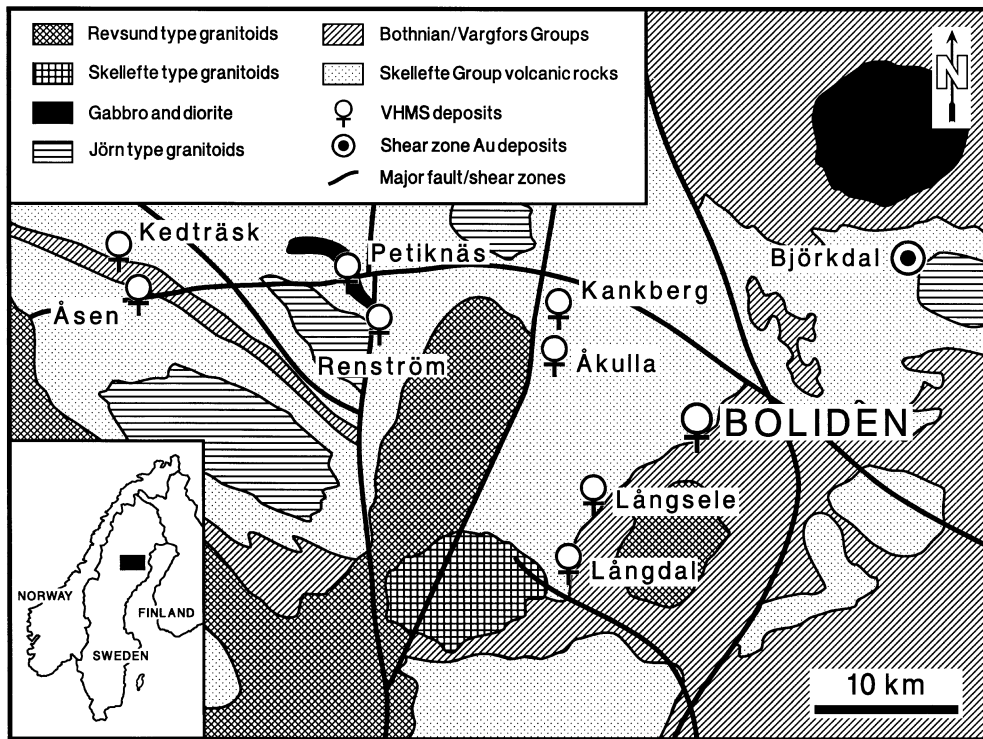 Revsund type granitoids
Skellefte type granitoids
Gabbro and diorite
Jörn type granitoids
Bothnian/Vargfors Groups
Skellefte Group volcanic rocks
VHMS deposits
Shear zone Au deposits
Major fault/shear zones
N
Kedträsk
Petiknäs
Björkdal
Åsen
Kankberg
Renström
Åkulla
BOLIDEN
Långsele
Långdal
NORWAY
FINLAND
SWEDEN
10 km